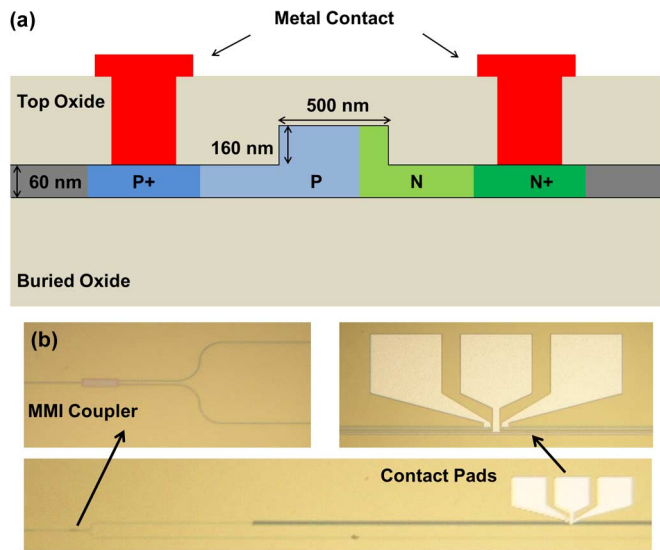 (a)
Metal Contact
Top Oxide
500 nm
160 nm
60 nm
P+
P
N
N+
Buried Oxide
(b)
MMI Coupler
Contact Pads